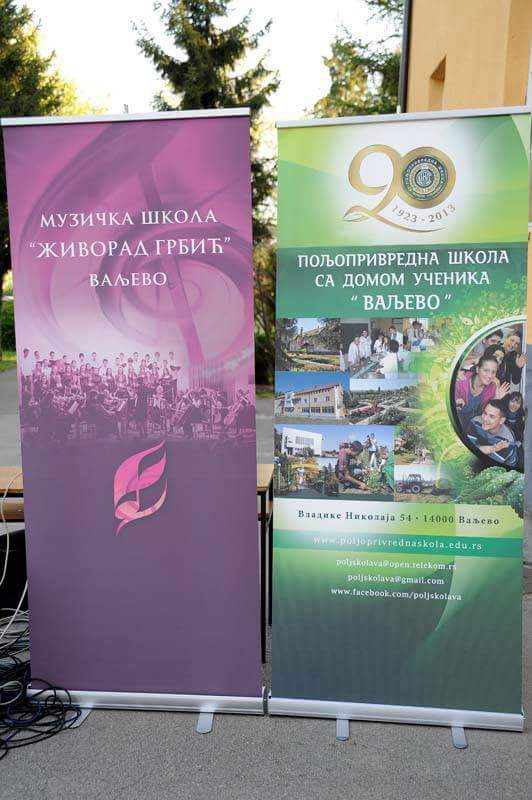 МУЗИЧКА ШКОЛА
"ЖИВОРАД ГРБИЋ"
ВАЉЕВО
90
1923 - 2013
ПОЉОПРИВРЕДНА ШКОЛА
СА ДОМОМ УЧЕНИКА
"ВАЉЕВО"
Владике Николаја 54 · 14000 Ваљево
www.poljoprivrednaskola.edu.rs
poljskolava@open.telekom.rs
poljskolava@gmail.com
www.facebook.com/poljskolava